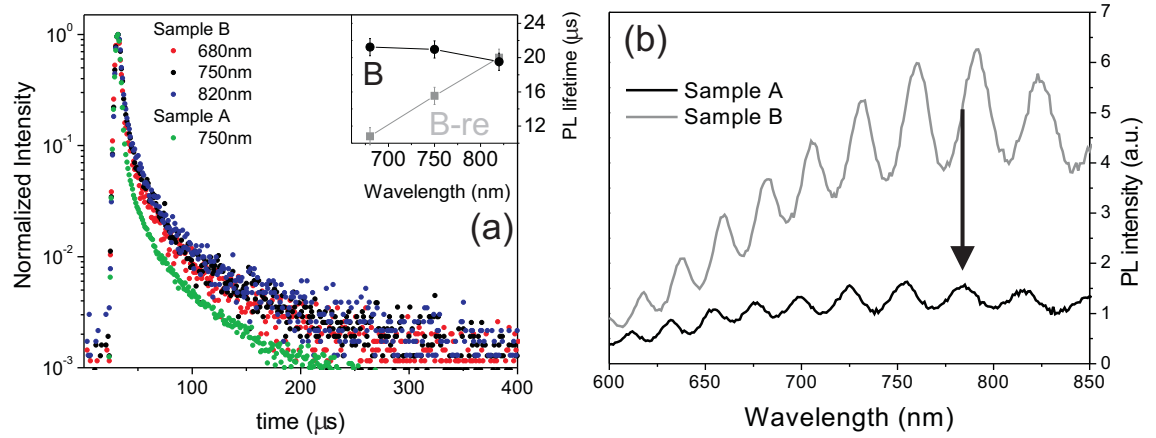 Sample B
680nm
750nm
820nm
Sample A
750nm
10⁰
10⁻¹
10⁻²
10⁻³
Normalized Intensity
100 200 300 400
time (μs)
B
B-re
24
20
16
12
PL lifetime (μs)
700 750 800
Wavelength (nm)
(a)
(b)
Sample A
Sample B
7
6
5
4
3
2
1
0
PL intensity (a.u.)
600 650 700 750 800 850
Wavelength (nm)